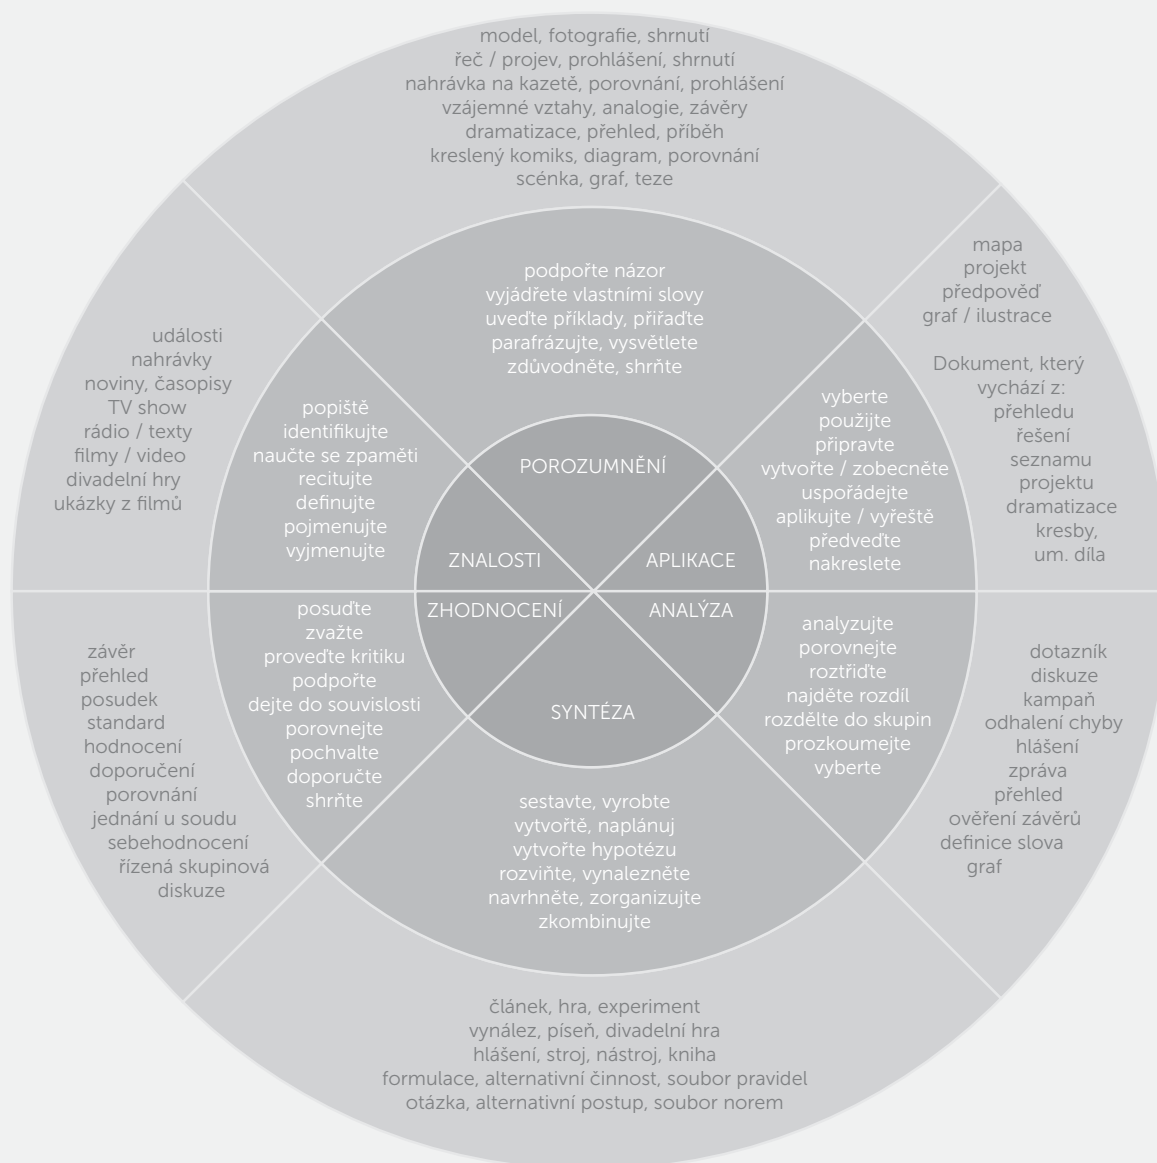 model, fotografie, shrnutí
řeč / projev, prohlášení, shrnutí
nahrávka na kazetě, porovnání, prohlášení
vzájemné vztahy, analogie, závěry
dramatizace, přehled, příběh
kreslený komiks, diagram, porovnání
scénka, graf, teze
podpořte názor
vyjádřete vlastními slovy
uveďte příklady, přiřaďte
parafrázujte, vysvětlete
zdůvodněte, shrňte
POROZUMNĚNÍ
mapa
projekt
předpověď
graf / ilustrace
Dokument, který
vychází z:
přehledu
řešení
seznamu
projektu
dramatizace
kresby,
um. díla
vyberte
použijte
připravte
vytvořte / zobecněte
uspořádejte
aplikujte / vyřeště
předveďte
nakreslete
APLIKACE
události
nahrávky
noviny, časopisy
TV show
rádio / texty
filmy / video
divadelní hry
ukázky z filmů
popiště
identifikujte
naučte se zpaměti
recitujte
definujte
pojmenujte
vyjmenujte
ZNALOSTI
ZHODNOCENÍ
posuďte
zvažte
proveďte kritiku
podpořte
dejte do souvislosti
porovnejte
pochvalte
doporučte
shrňte
závěr
přehled
posudek
standard
hodnocení
doporučení
porovnání
jednání u soudu
sebehodnocení
řízená skupinová
diskuze
ANALÝZA
analyzujte
porovnejte
roztřiďte
najděte rozdíl
rozdělte do skupin
prozkoumejte
vyberte
dotazník
diskuze
kampaň
odhalení chyby
hlášení
zpráva
přehled
ověření závěrů
definice slova
graf
SYNTÉZA
sestavte, vyrobte
vytvořtě, naplánuj
vytvořte hypotézu
rozviňte, vynalezněte
navrhněte, zorganizujte
zkombinujte
článek, hra, experiment
vynález, píseň, divadelní hra
hlášení, stroj, nástroj, kniha
formulace, alternativní činnost, soubor pravidel
otázka, alternativní postup, soubor norem